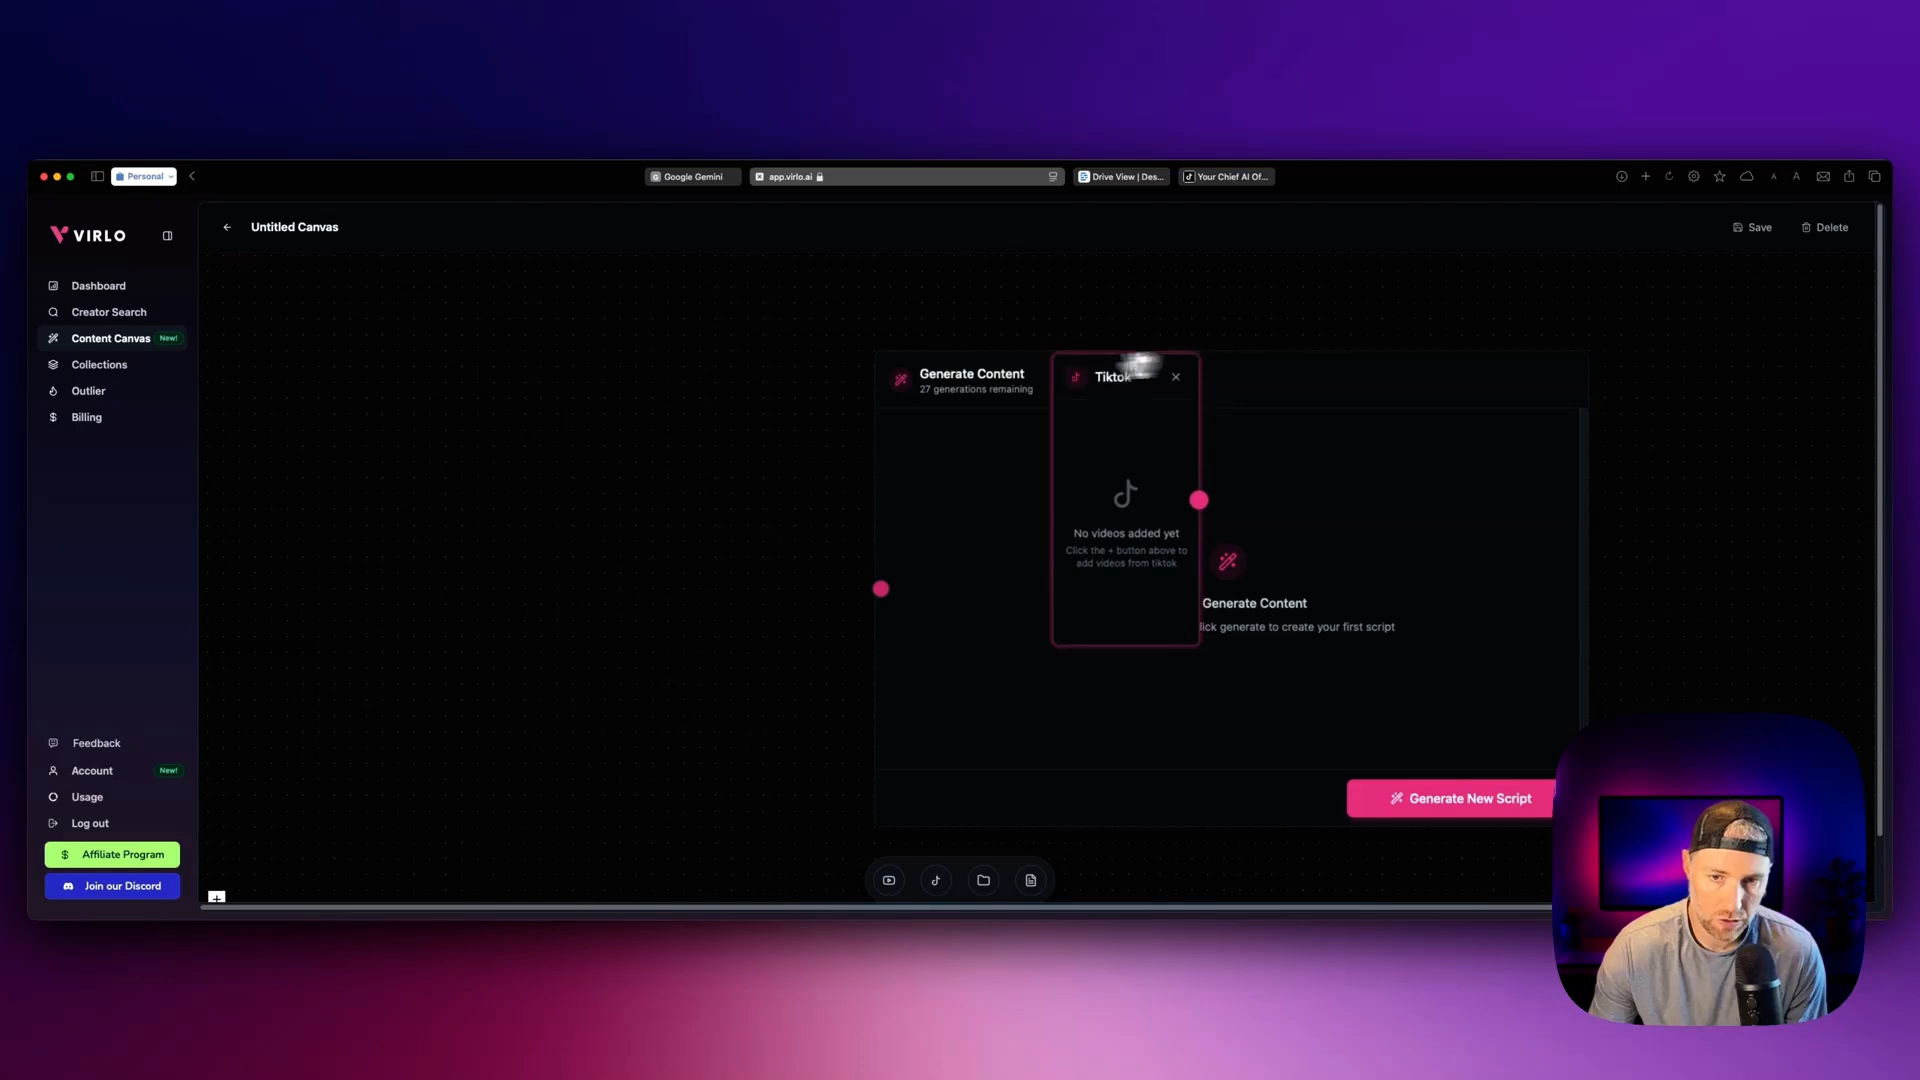 Personal
Google Gemini
app.virlo.ai
Drive View | Des...
Your Chief AI Of...
VIRLO
Untitled Canvas
Save
Delete
Dashboard
Creator Search
Content Canvas New!
Collections
Outlier
Billing
Generate Content
27 generations remaining
Tiktok
No videos added yet
Click the + button above to
add videos from tiktok
Generate Content
lick generate to create your first script
Generate New Script
Feedback
Account New!
Usage
Log out
Affiliate Program
Join our Discord